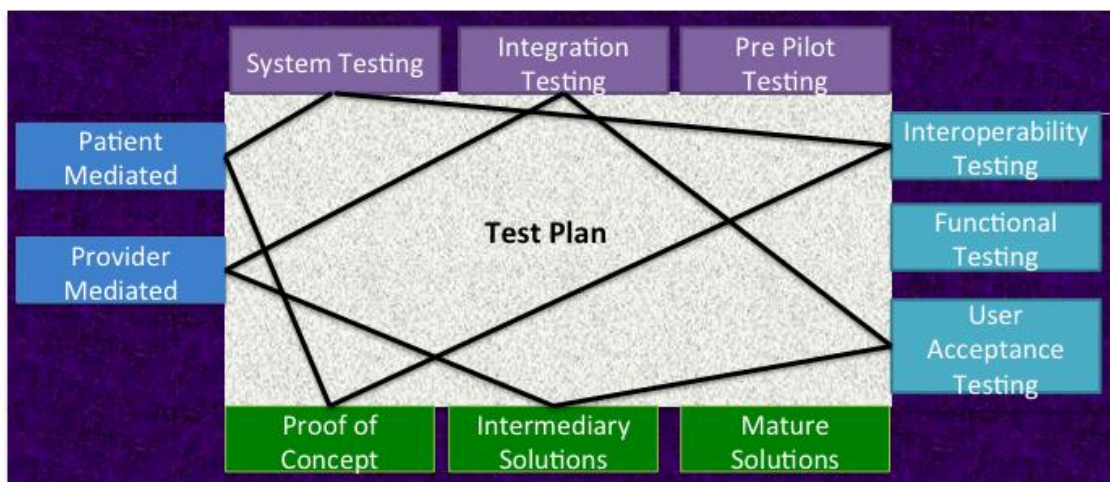 System Testing
Integration
Testing
Pre Pilot
Testing
Patient
Mediated
Interoperability
Testing
Test Plan
Functional
Testing
Provider
Mediated
User
Acceptance
Testing
Proof of
Concept
Intermediary
Solutions
Mature
Solutions